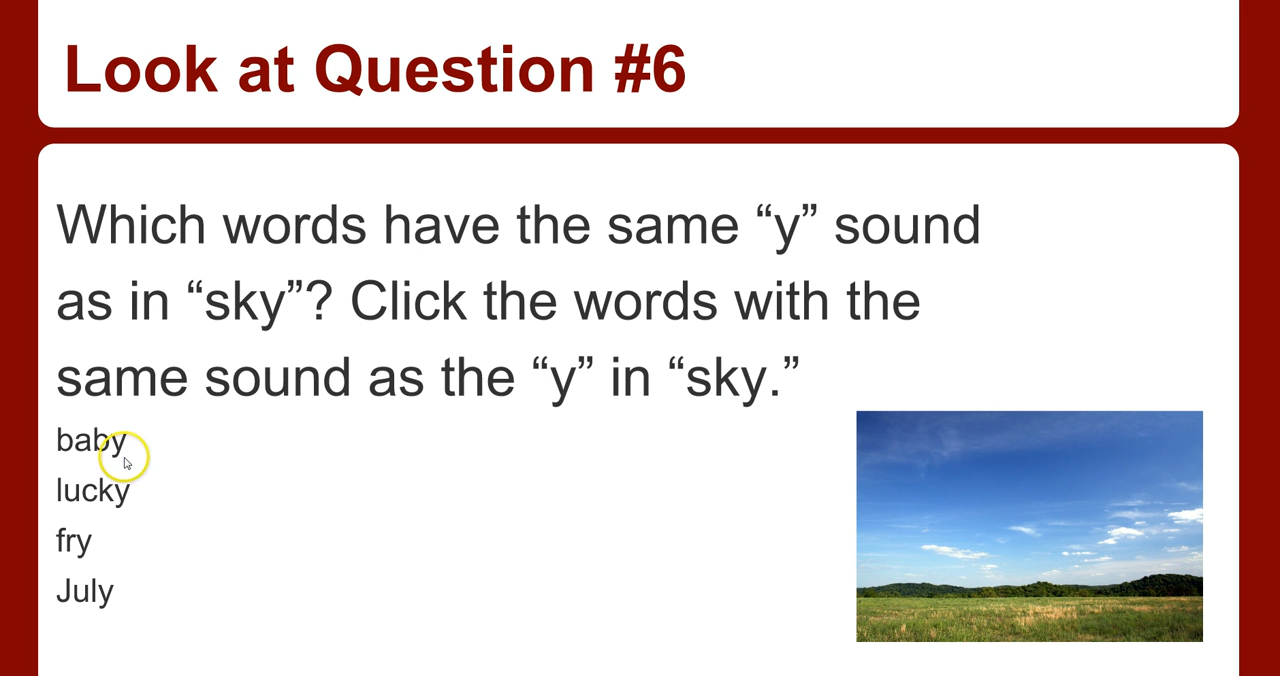 Look at Question #6
Which words have the same “y” sound
as in “sky”? Click the words with the
same sound as the “y” in “sky.”
baby
lucky
fry
July